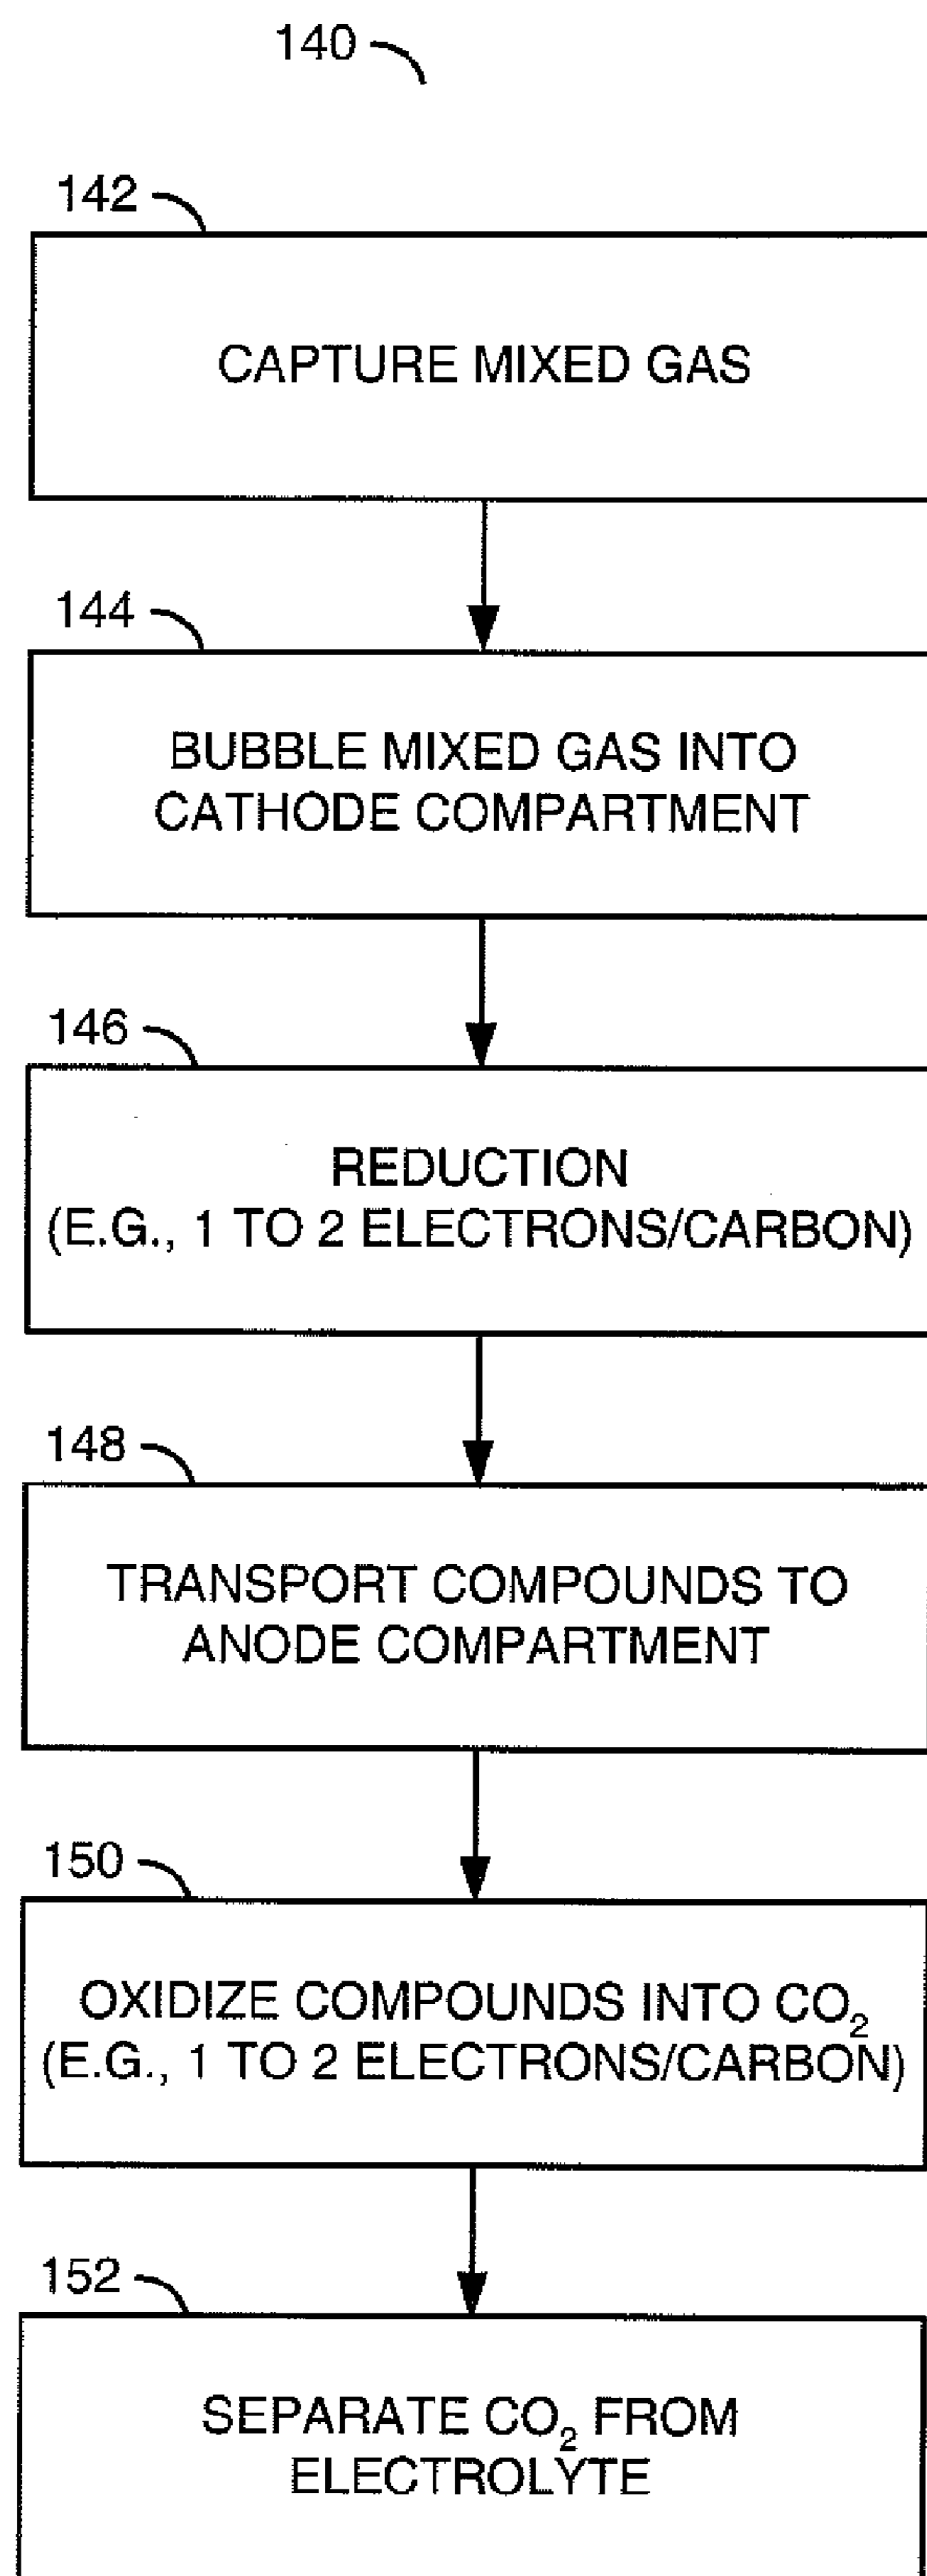 140
142
CAPTURE MIXED GAS
144
BUBBLE MIXED GAS INTO
CATHODE COMPARTMENT
146
REDUCTION
(E.G., 1 TO 2 ELECTRONS/CARBON)
148
TRANSPORT COMPOUNDS TO
ANODE COMPARTMENT
150
OXIDIZE COMPOUNDS INTO CO₂
(E.G., 1 TO 2 ELECTRONS/CARBON)
152
SEPARATE CO₂ FROM
ELECTROLYTE